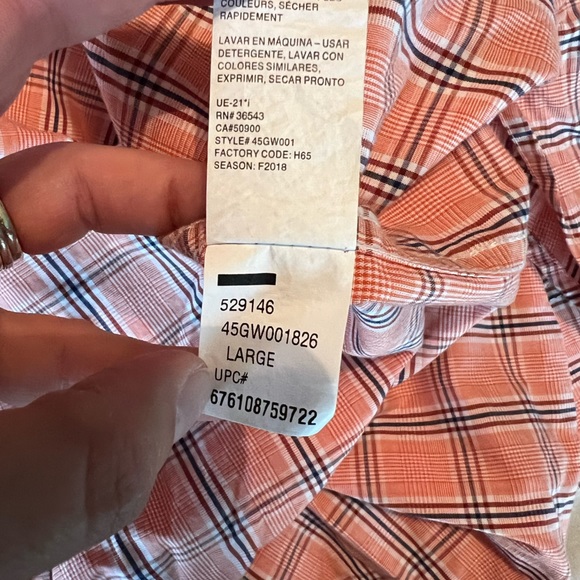 COULEURS, SÉCHER
RAPIDEMENT
LAVAR EN MÁQUINA – USAR
DETERGENTE, LAVAR CON
COLORES SIMILARES,
EXPRIMIR, SECAR PRONTO
UE-21"I
RN# 36543
CA#50900
STYLE# 45GW001
FACTORY CODE: H65
SEASON: F2018
529146
45GW001826
LARGE
UPC#
676108759722